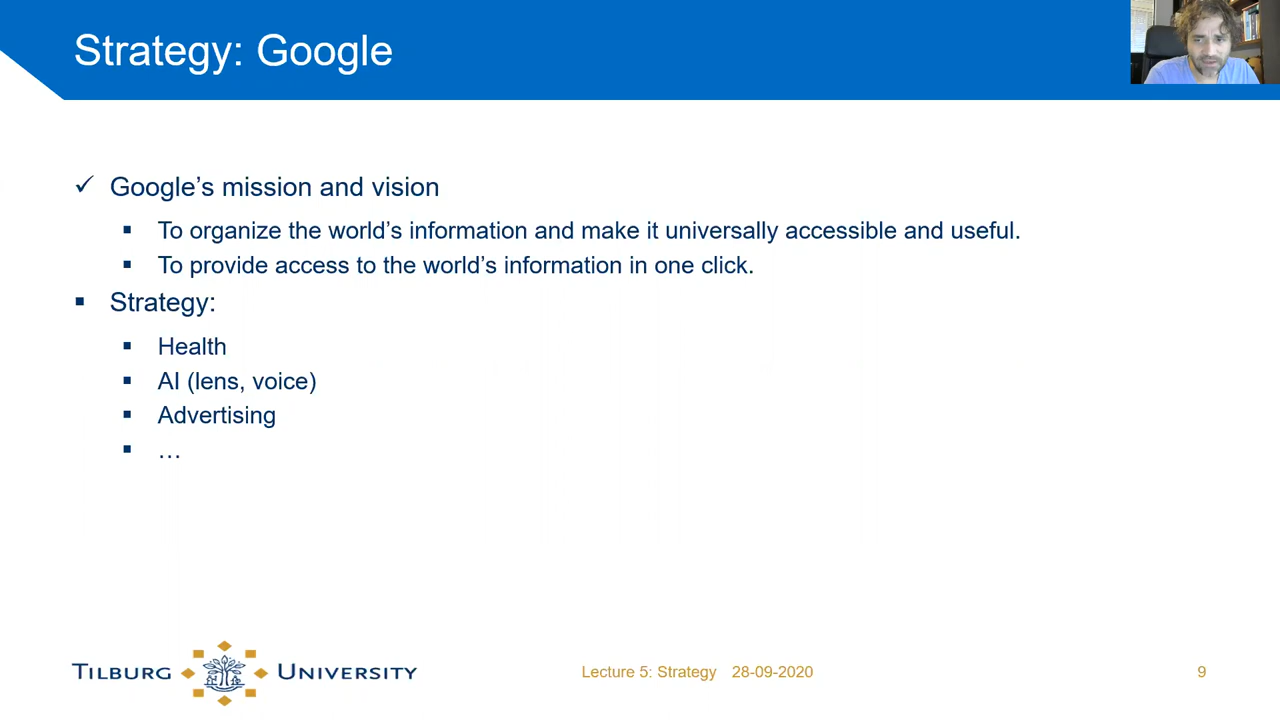 Strategy: Google
✓ Google’s mission and vision
▪ To organize the world’s information and make it universally accessible and useful.
▪ To provide access to the world’s information in one click.
▪ Strategy:
▪ Health
▪ AI (lens, voice)
▪ Advertising
▪ …
TILBURG UNIVERSITY
Lecture 5: Strategy 28-09-2020
9